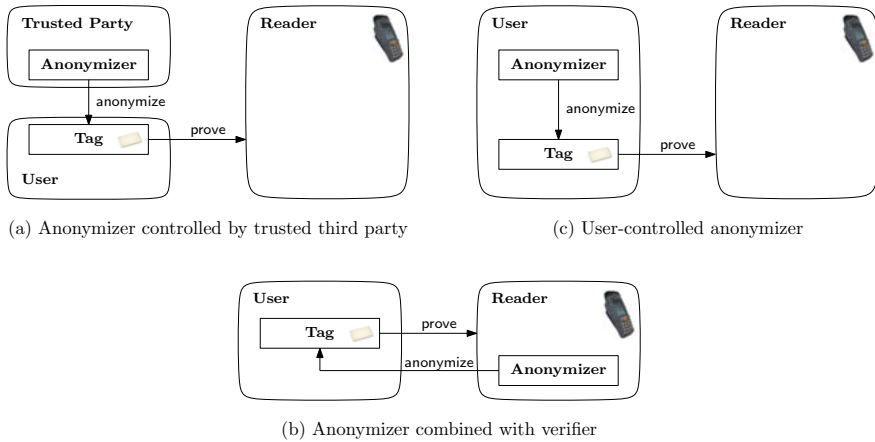 Trusted Party
Anonymizer
anonymize
Tag
User
prove
Reader
(a) Anonymizer controlled by trusted third party
User
Anonymizer
anonymize
Tag
prove
Reader
(c) User-controlled anonymizer
User
Tag
prove
anonymize
Reader
Anonymizer
(b) Anonymizer combined with verifier